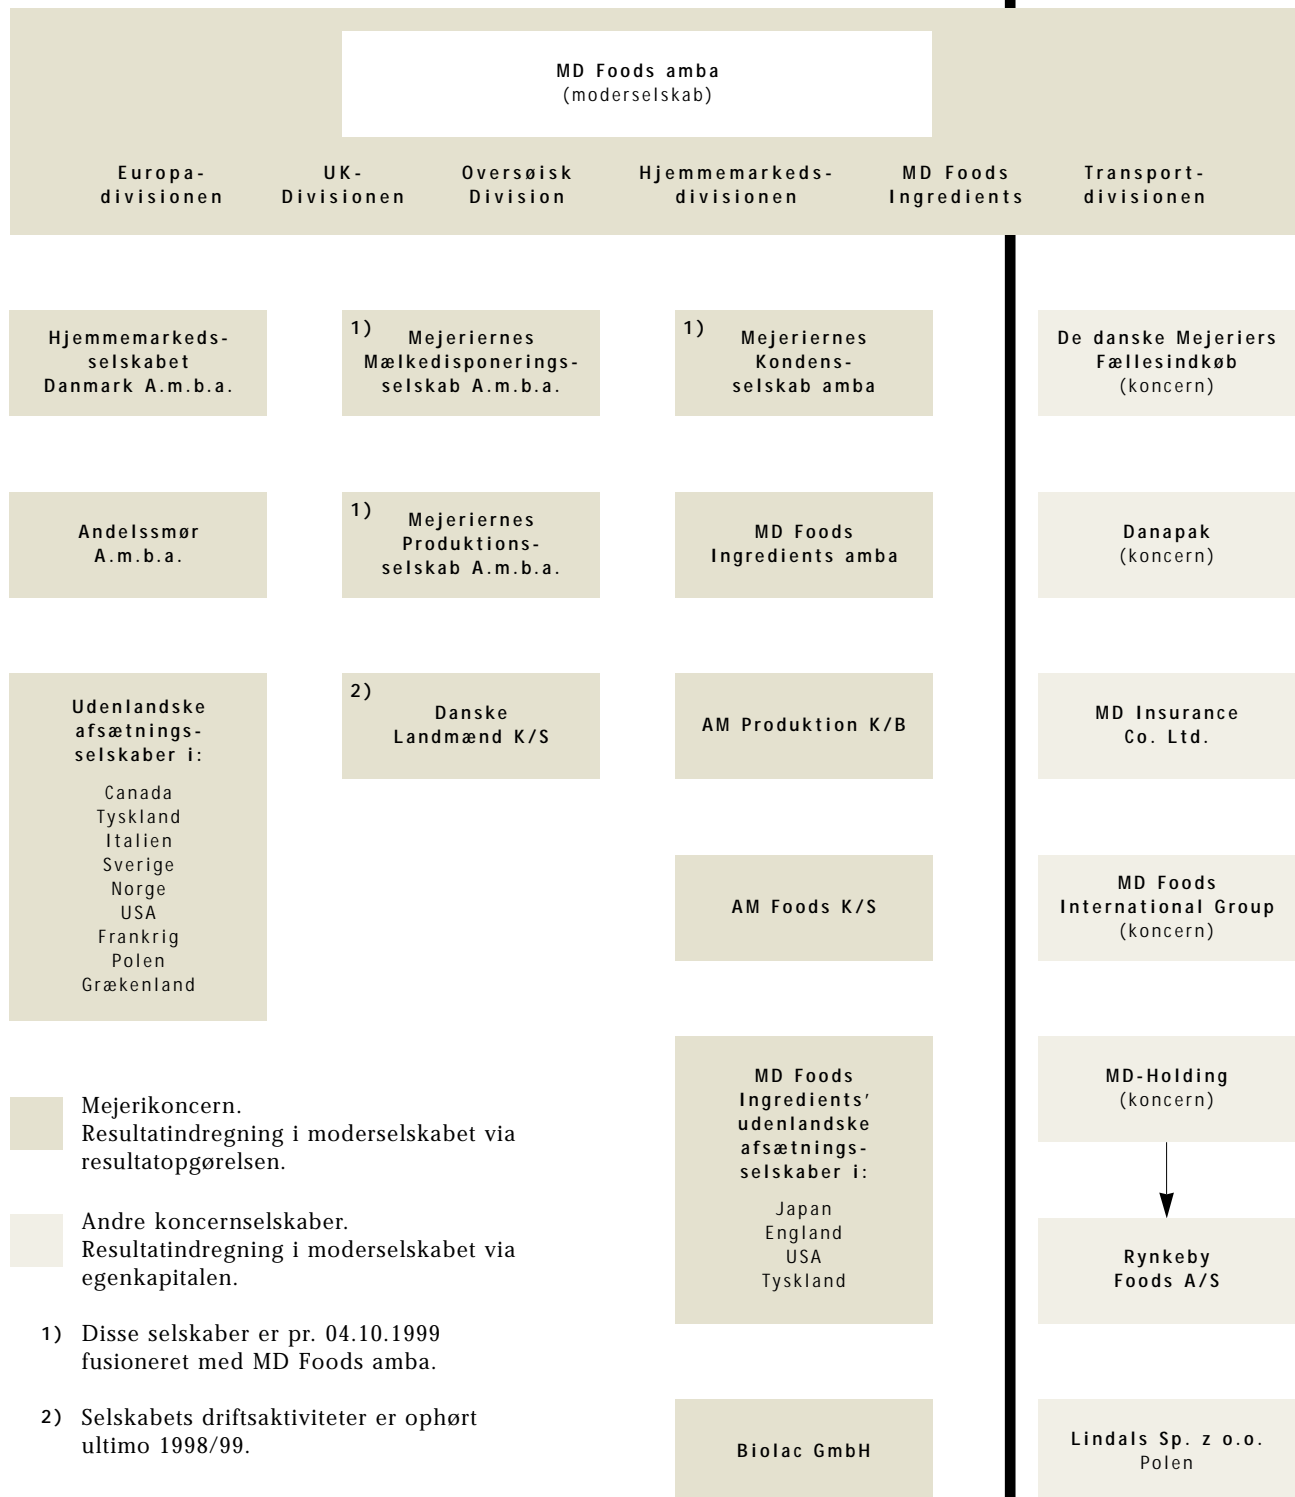 MD Foods amba
(moderselskab)
Europa-
divisionen
UK-
Divisionen
Oversøisk
Division
Hjemmemarkeds-
divisionen
MD Foods
Ingredients
Transport-
divisionen
Hjemmemarkeds-
selskabet
Danmark A.m.b.a.
1) Mejeriernes
Mælkedisponerings-
selskab A.m.b.a.
1) Mejeriernes
Kondens-
selskab amba
De danske Mejeriers
Fællesindkøb
(koncern)
Andelssmør
A.m.b.a.
1) Mejeriernes
Produktions-
selskab A.m.b.a.
MD Foods
Ingredients amba
Danapak
(koncern)
Udenlandske
afsætnings-
selskaber i:
Canada
Tyskland
Italien
Sverige
Norge
USA
Frankrig
Polen
Grækenland
2) Danske
Landmænd K/S
AM Produktion K/B
MD Insurance
Co. Ltd.
AM Foods K/S
MD Foods
International Group
(koncern)
MD Foods
Ingredients’
udenlandske
afsætnings-
selskaber i:
Japan
England
USA
Tyskland
MD-Holding
(koncern)
Rynkeby
Foods A/S
Biolac GmbH
Lindals Sp. z o.o.
Polen
Mejerikoncern.
Resultatindregning i moderselskabet via
resultatopgørelsen.
Andre koncernselskaber.
Resultatindregning i moderselskabet via
egenkapitalen.
1) Disse selskaber er pr. 04.10.1999
fusioneret med MD Foods amba.
2) Selskabets driftsaktiviteter er ophørt
ultimo 1998/99.